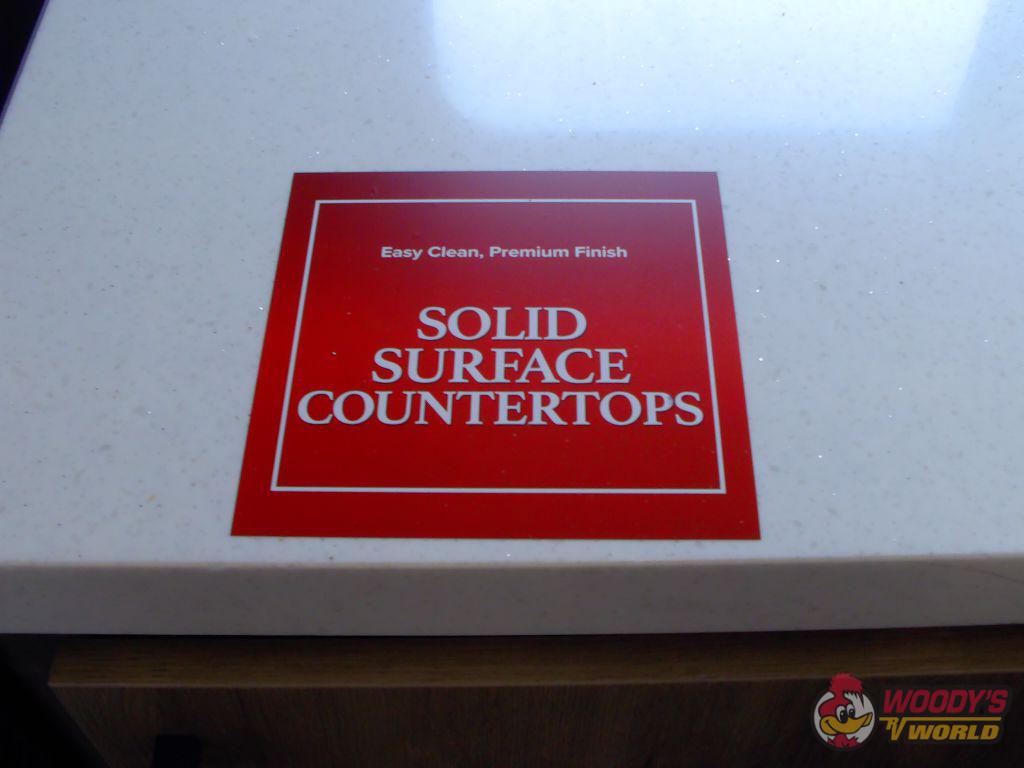 Easy Clean, Premium Finish
SOLID
SURFACE
COUNTERTOPS
WOODY'S
RV WORLD